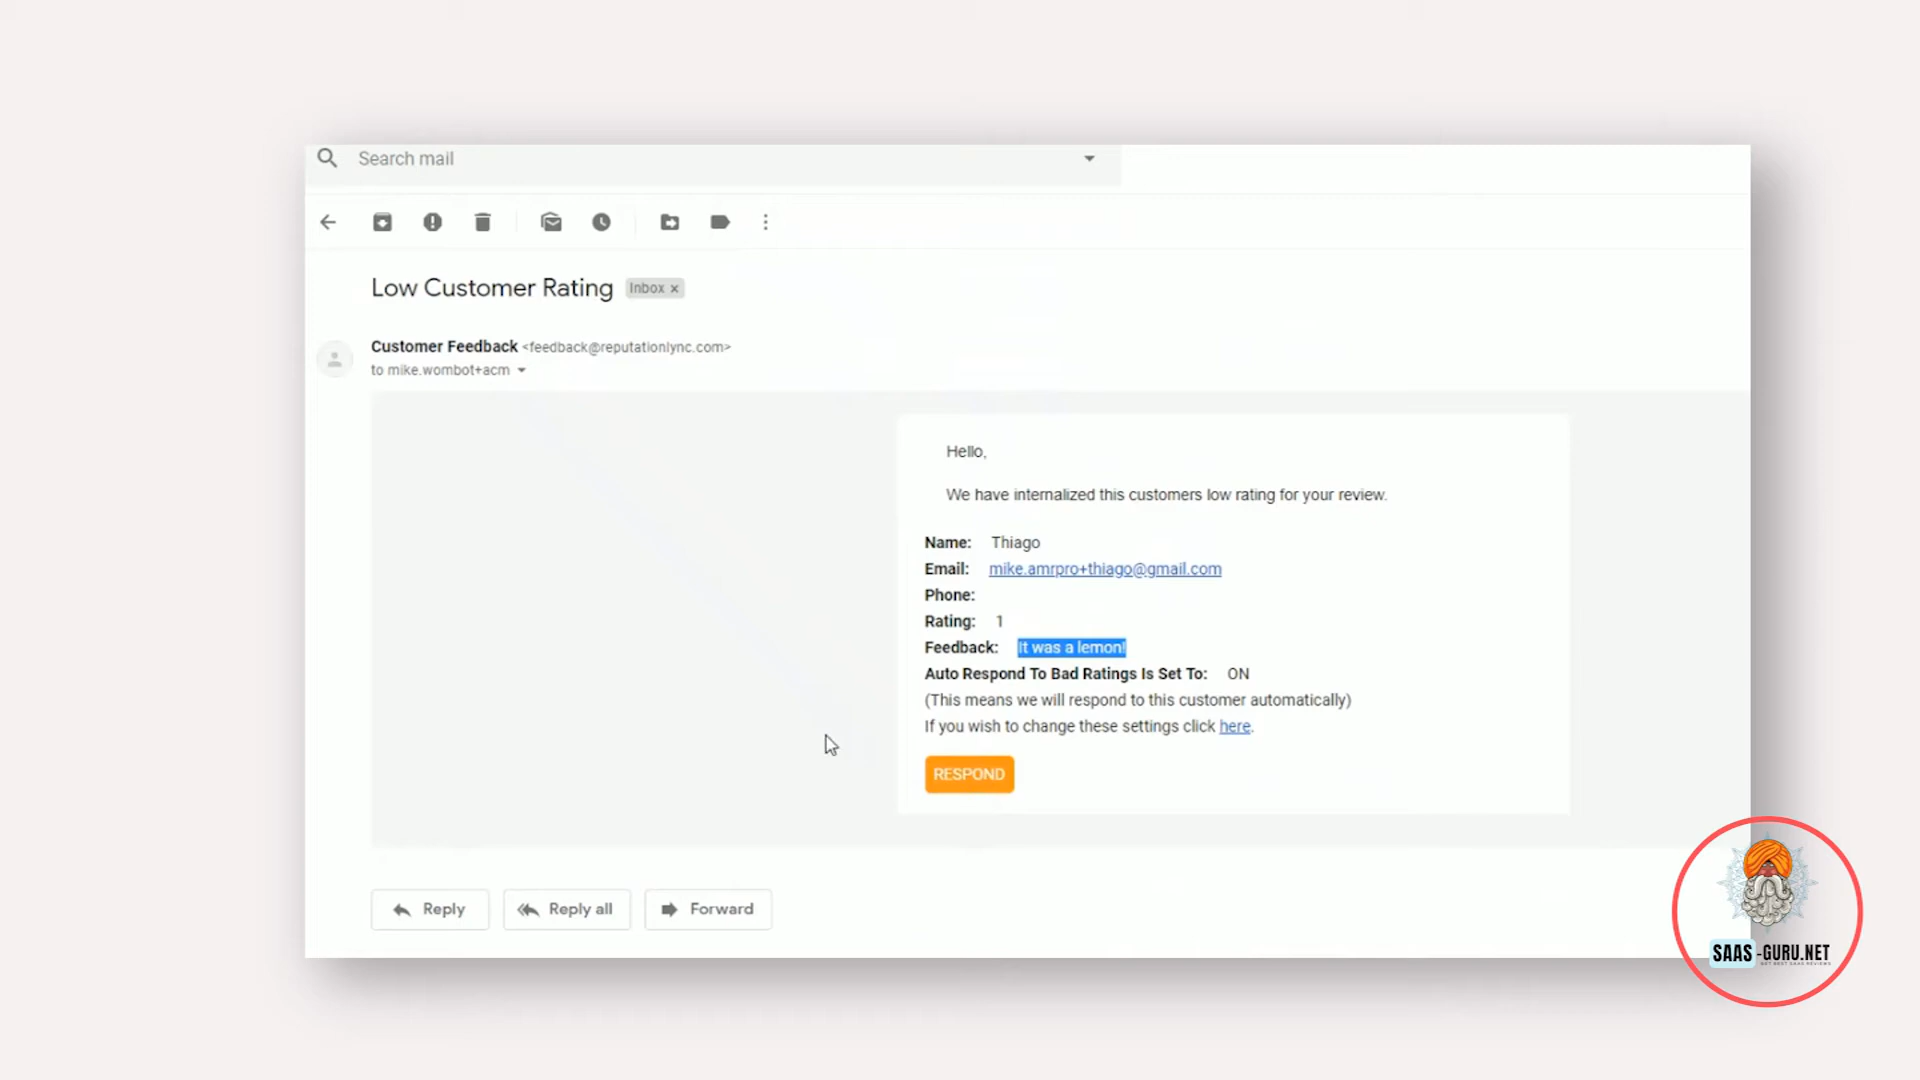 Search mail
Low Customer Rating Inbox x
Customer Feedback <feedback@reputationlync.com>
to mike.wombot+acm
Hello,
We have internalized this customers low rating for your review.
Name: Thiago
Email: mike.amrpro+thiago@gmail.com
Phone:
Rating: 1
Feedback: It was a lemon!
Auto Respond To Bad Ratings Is Set To: ON
(This means we will respond to this customer automatically)
If you wish to change these settings click here.
RESPOND
Reply Reply all Forward
SAAS-GURU.NET